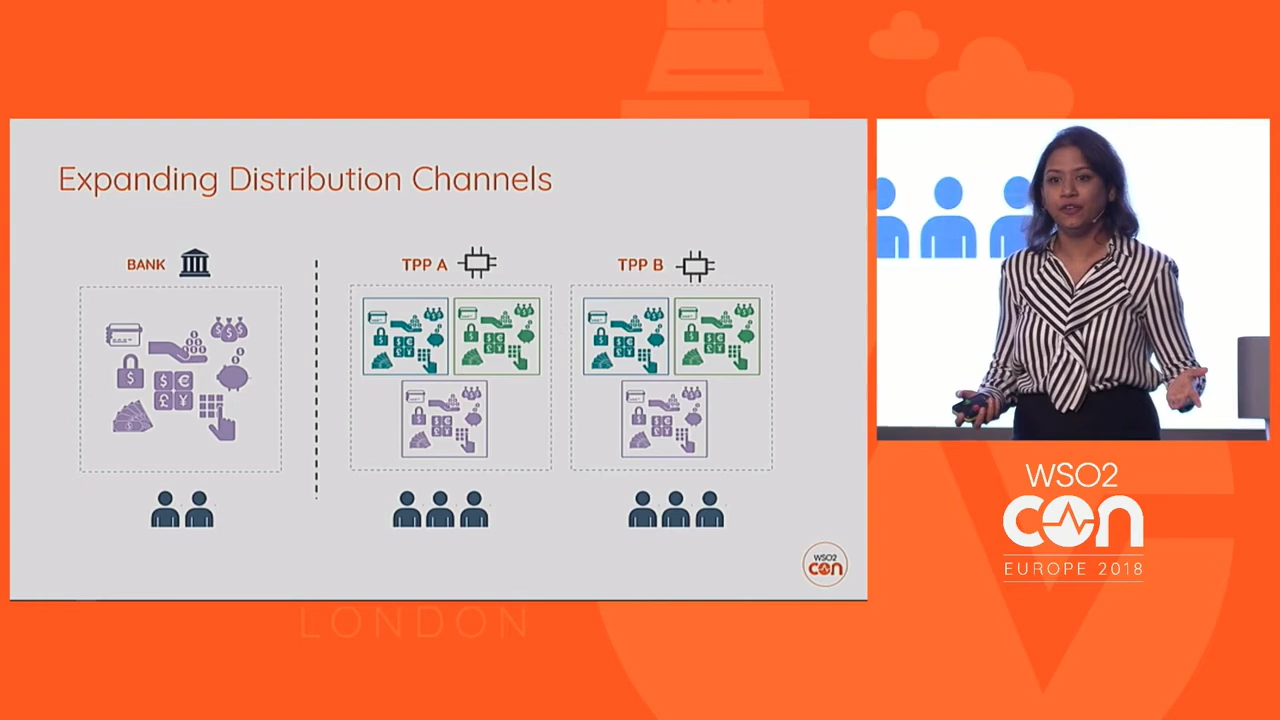 Expanding Distribution Channels
BANK
TPP A
TPP B
WSO2
con
WSO2
con
EUROPE 2018
LONDON